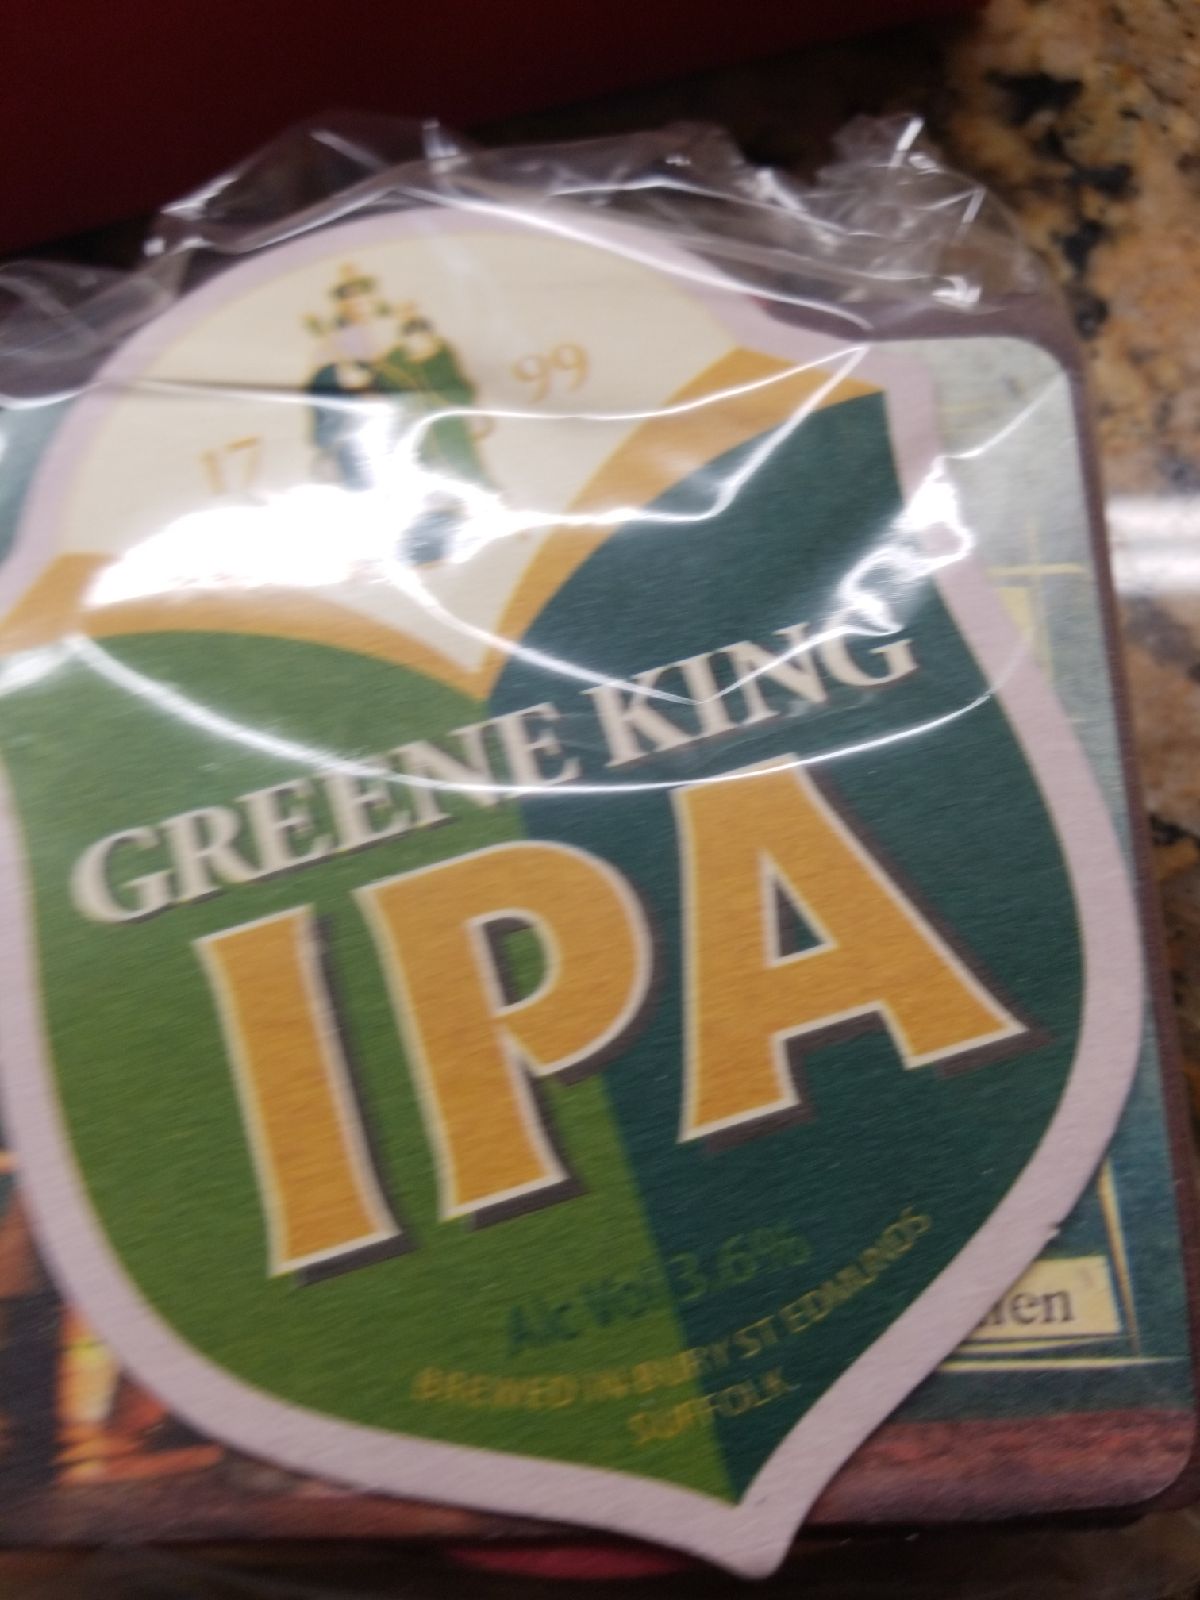 17 99
GREENE KING
IPA
Alc Vol 3.6%
BREWED IN BURY ST EDMUNDS
SUFFOLK